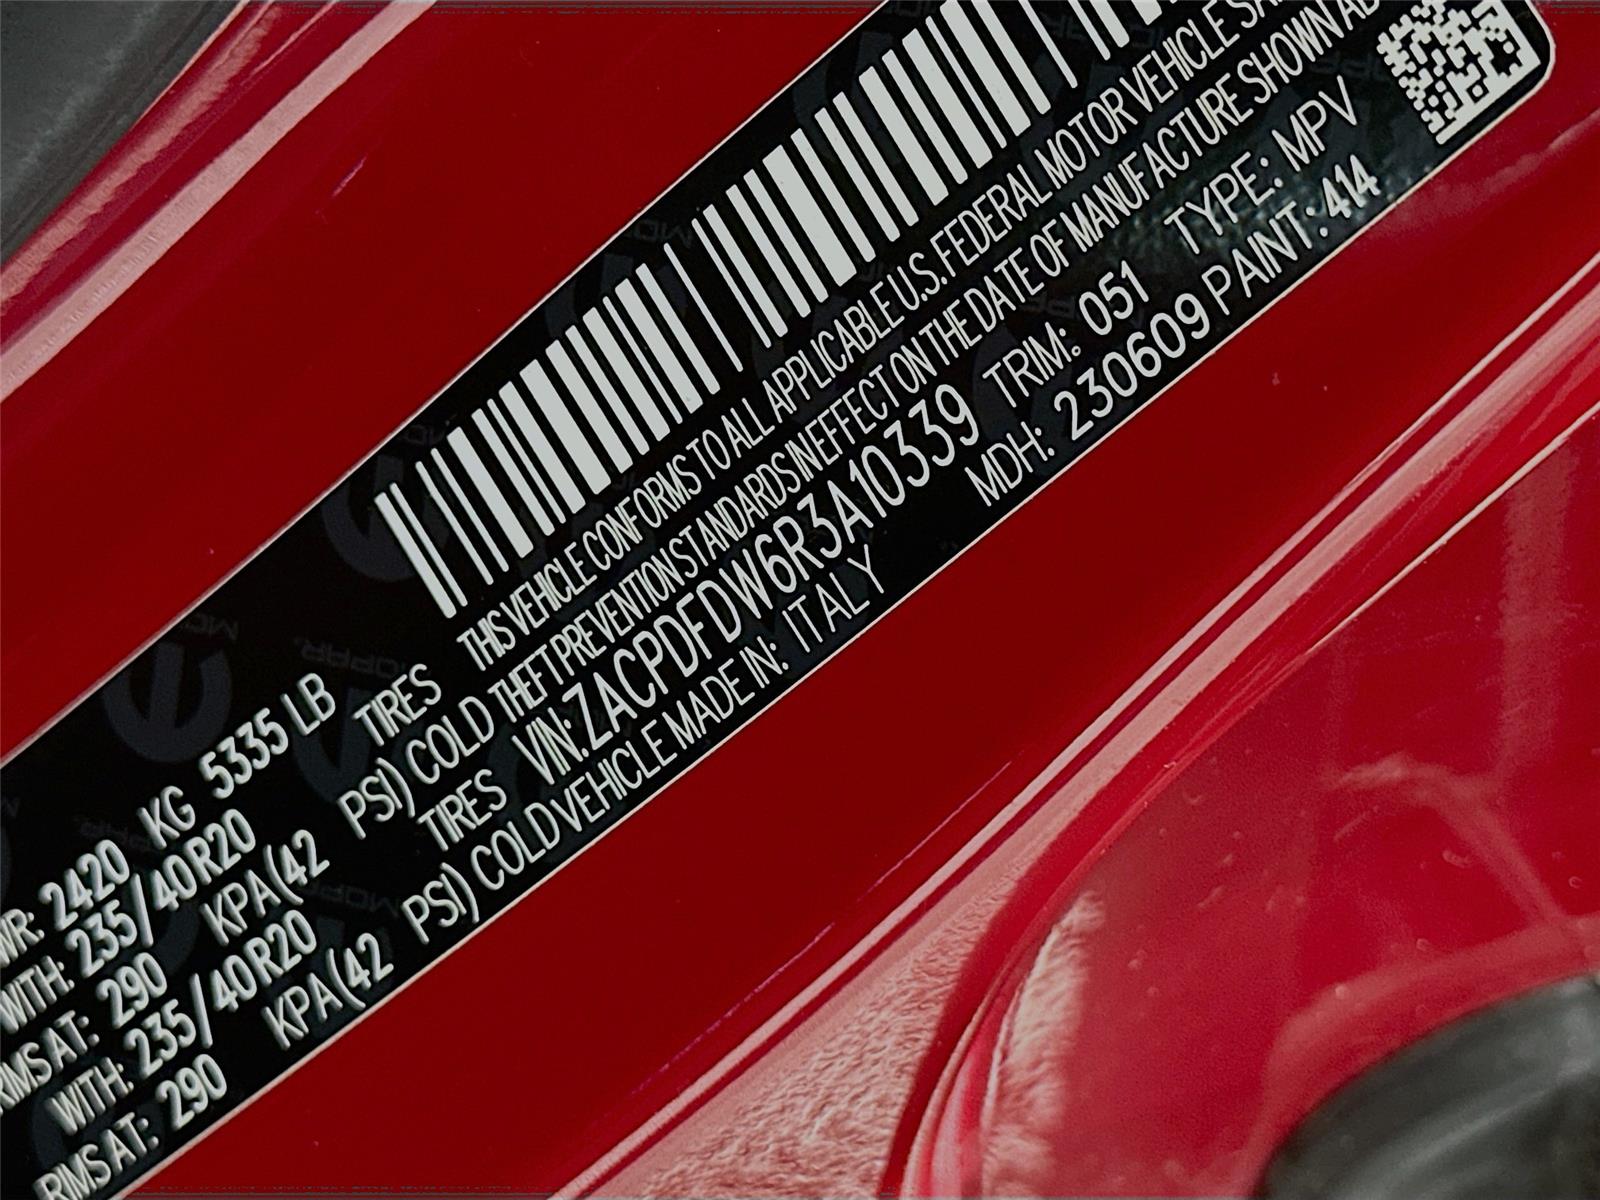 WR: 2420 KG 5335 LB
WITH: 235/40R20 TIRES
RIMS AT: 290 KPA(42 PSI) COLD
WITH: 235/40R20 TIRES
RIMS AT: 290 KPA(42 PSI) COLD
THIS VEHICLE CONFORMS TO ALL APPLICABLE U.S. FEDERAL MOTOR VEHICLE
THEFT PREVENTION STANDARDS IN EFFECT ON THE DATE OF MANUFACTURE SHOWN
VIN: ZACPDFDW6R3A10339 TRIM: 051 TYPE: MPV
VEHICLE MADE IN: ITALY MDH: 230609 PAINT: 414
MOPAR